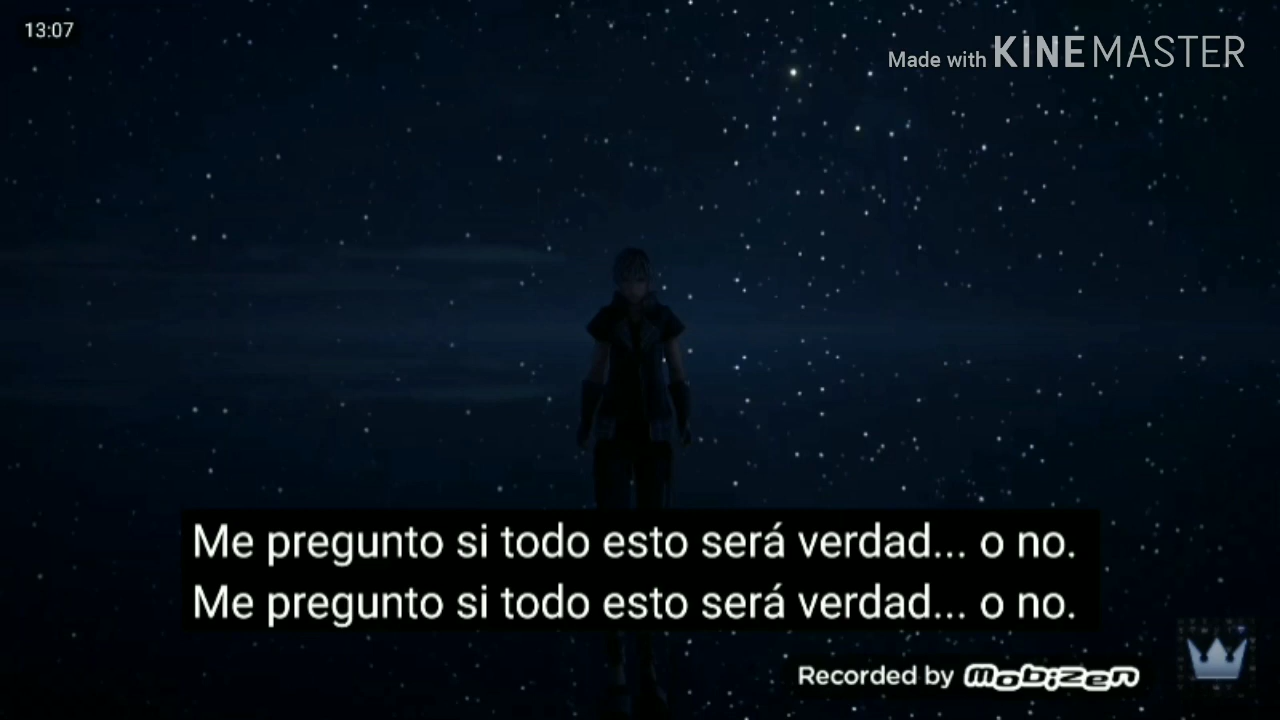 13:07
Made with KINEMASTER
Me pregunto si todo esto será verdad... o no.
Me pregunto si todo esto será verdad... o no.
Recorded by mobizen